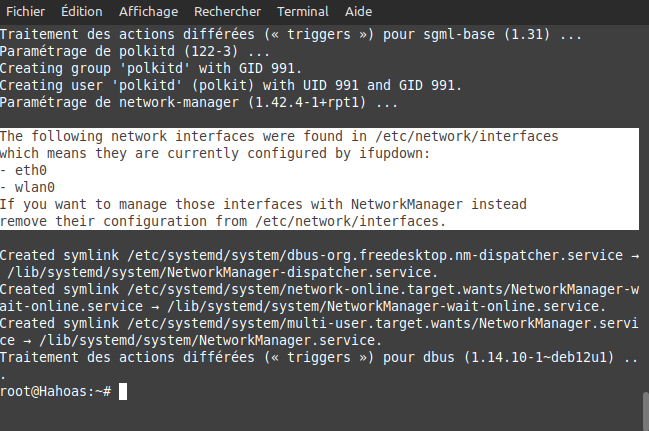 Fichier Édition Affichage Rechercher Terminal Aide
Traitement des actions différées (« triggers ») pour sgml-base (1.31) ...
Paramétrage de polkitd (122-3) ...
Creating group 'polkitd' with GID 991.
Creating user 'polkitd' (polkit) with UID 991 and GID 991.
Paramétrage de network-manager (1.42.4-1+rpt1) ...
The following network interfaces were found in /etc/network/interfaces
which means they are currently configured by ifupdown:
- eth0
- wlan0
If you want to manage those interfaces with NetworkManager instead
remove their configuration from /etc/network/interfaces.
Created symlink /etc/systemd/system/dbus-org.freedesktop.nm-dispatcher.service →
 /lib/systemd/system/NetworkManager-dispatcher.service.
Created symlink /etc/systemd/system/network-online.target.wants/NetworkManager-w
ait-online.service → /lib/systemd/system/NetworkManager-wait-online.service.
Created symlink /etc/systemd/system/multi-user.target.wants/NetworkManager.servi
ce → /lib/systemd/system/NetworkManager.service.
Traitement des actions différées (« triggers ») pour dbus (1.14.10-1~deb12u1) ..
.
root@Hahoas:~#